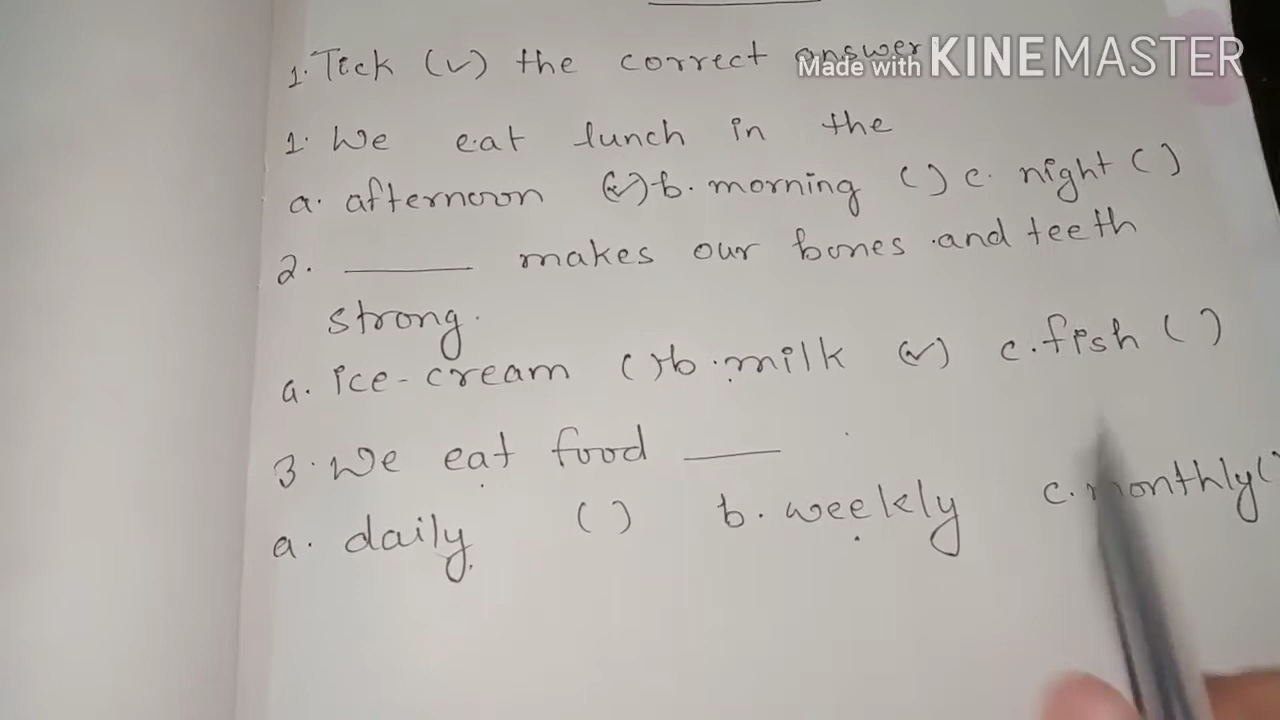 1. Tick (✓) the correct answer
Made with KINEMASTER
1. We eat lunch in the
a. afternoon (✓) b. morning ( ) c. night ( )
2. ______ makes our bones and teeth
strong.
a. ice-cream ( ) b. milk (✓) c. fish ( )
3. We eat food ____
a. daily ( ) b. weekly c. monthly ( )